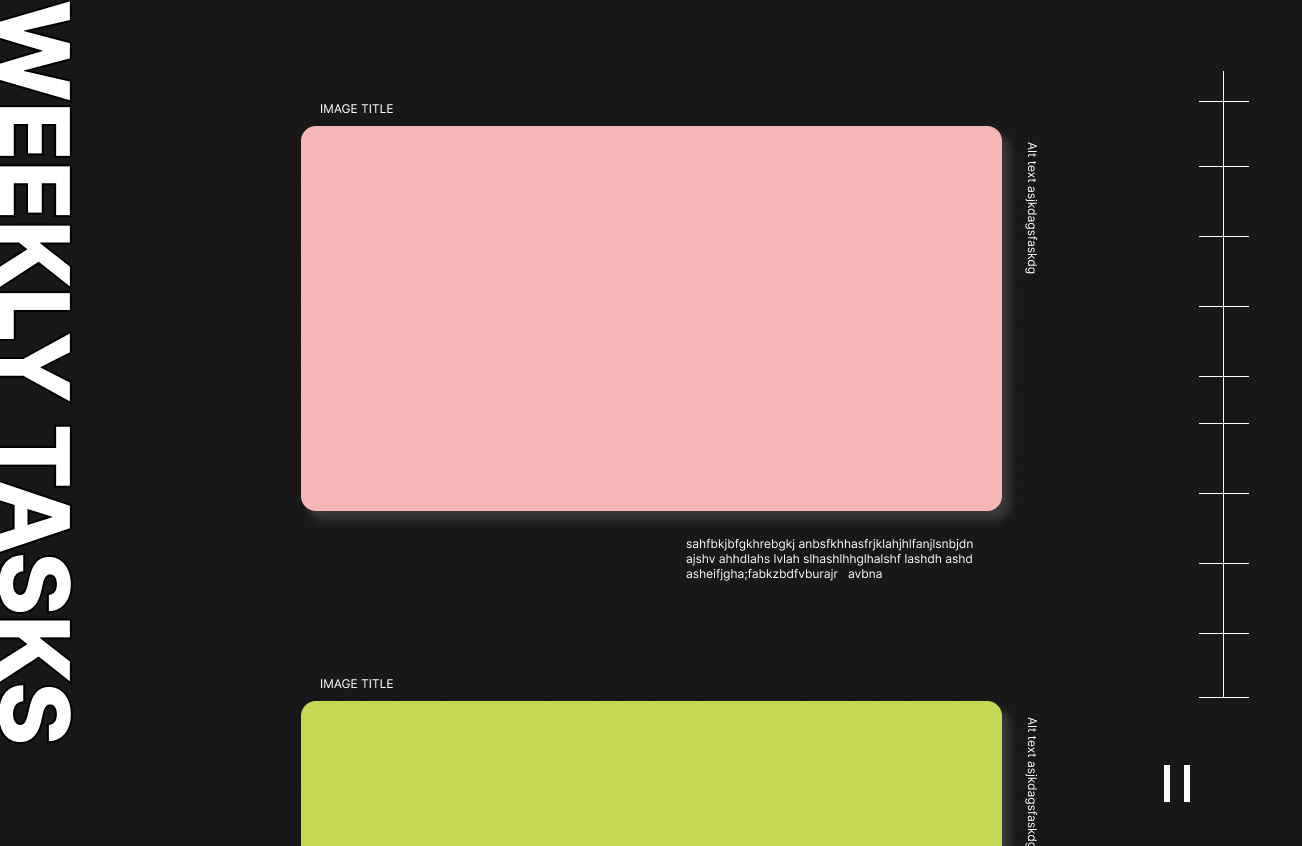 WEEKLY TASKS
IMAGE TITLE
Alt text asjkdagsfaskdg
sahfbkjbfgkhrebgkj anbsfkhhasfrjklahjhlfanjlsnbjdn
ajshv ahhdlahs lvlah slhashlhhglhalshf lashdh ashd
asheifjgha;fabkzbdfvburajr avbna
IMAGE TITLE
Alt text asjkdagsfaskdg